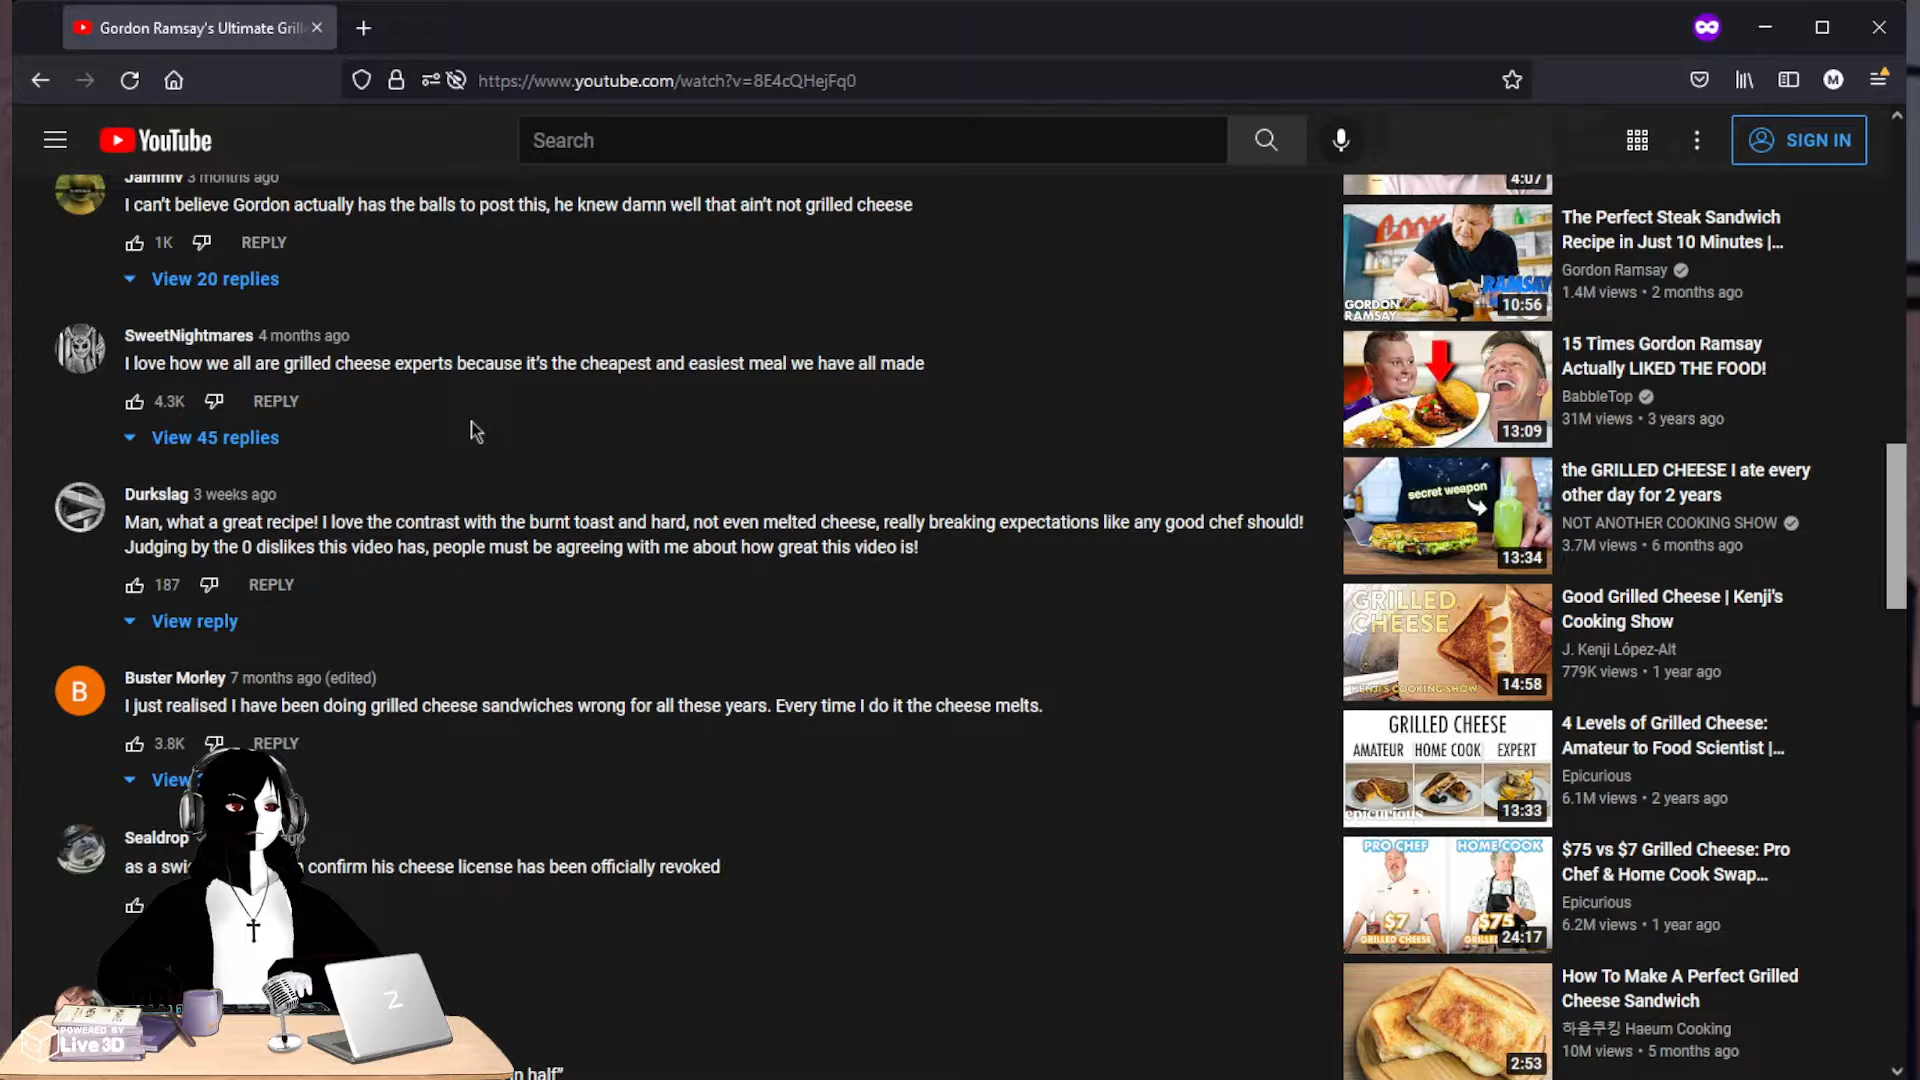 Gordon Ramsay's Ultimate Gril
https://www.youtube.com/watch?v=8E4cQHejFq0
M
YouTube
Search
SIGN IN
Jaimmv 3 months ago
I can't believe Gordon actually has the balls to post this, he knew damn well that ain't not grilled cheese
1K REPLY
View 20 replies
SweetNightmares 4 months ago
I love how we all are grilled cheese experts because it's the cheapest and easiest meal we have all made
4.3K REPLY
View 45 replies
Durkslag 3 weeks ago
Man, what a great recipe! I love the contrast with the burnt toast and hard, not even melted cheese, really breaking expectations like any good chef should!
Judging by the 0 dislikes this video has, people must be agreeing with me about how great this video is!
187 REPLY
View reply
B
Buster Morley 7 months ago (edited)
I just realised I have been doing grilled cheese sandwiches wrong for all these years. Every time I do it the cheese melts.
3.8K REPLY
View
Sealdrop
as a swi confirm his cheese license has been officially revoked
n half"
Z
POWERED BY
Live3D
4:07
COOK
RAMSAY
GORDON
RAMSAY
10:56
The Perfect Steak Sandwich
Recipe in Just 10 Minutes |...
Gordon Ramsay
1.4M views • 2 months ago
13:09
15 Times Gordon Ramsay
Actually LIKED THE FOOD!
BabbleTop
31M views • 3 years ago
secret weapon
13:34
the GRILLED CHEESE I ate every
other day for 2 years
NOT ANOTHER COOKING SHOW
3.7M views • 6 months ago
GRILLED
CHEESE
KENJI'S COOKING SHOW
14:58
Good Grilled Cheese | Kenji's
Cooking Show
J. Kenji López-Alt
779K views • 1 year ago
GRILLED CHEESE
AMATEUR HOME COOK EXPERT
epicurious
13:33
4 Levels of Grilled Cheese:
Amateur to Food Scientist |...
Epicurious
6.1M views • 2 years ago
PRO CHEF HOME COOK
$7 $75
GRILLED CHEESE
24:17
$75 vs $7 Grilled Cheese: Pro
Chef & Home Cook Swap...
Epicurious
6.2M views • 1 year ago
2:53
How To Make A Perfect Grilled
Cheese Sandwich
하음쿠킹 Haeum Cooking
10M views • 5 months ago